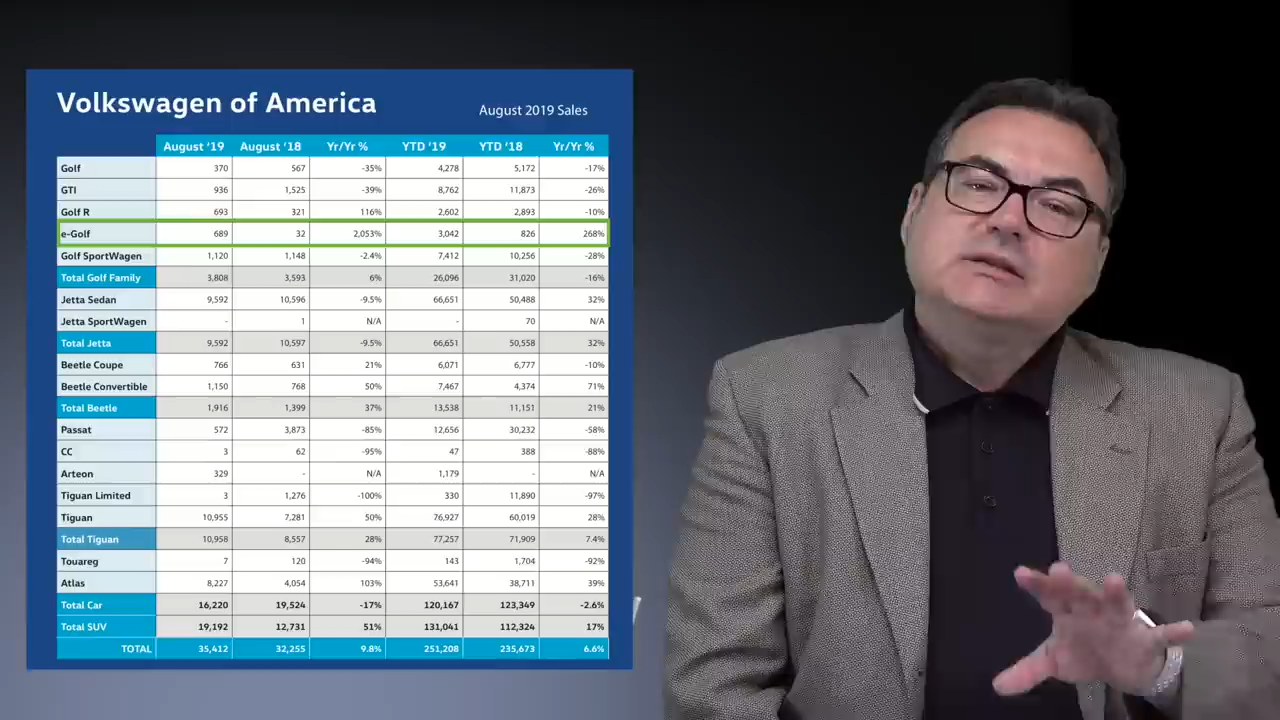 Volkswagen of America
August 2019 Sales
August '19 August '18 Yr/Yr % YTD '19 YTD '18 Yr/Yr %
Golf 370 567 -35% 4,278 5,172 -17%
GTI 936 1,525 -39% 8,762 11,873 -26%
Golf R 693 321 116% 2,602 2,893 -10%
e-Golf 689 32 2,053% 3,042 826 268%
Golf SportWagen 1,120 1,148 -2.4% 7,412 10,256 -28%
Total Golf Family 3,808 3,593 6% 26,096 31,020 -16%
Jetta Sedan 9,592 10,596 -9.5% 66,651 50,488 32%
Jetta SportWagen - 1 N/A - 70 N/A
Total Jetta 9,592 10,597 -9.5% 66,651 50,558 32%
Beetle Coupe 766 631 21% 6,071 6,777 -10%
Beetle Convertible 1,150 768 50% 7,467 4,374 71%
Total Beetle 1,916 1,399 37% 13,538 11,151 21%
Passat 572 3,873 -85% 12,656 30,232 -58%
CC 3 62 -95% 47 388 -88%
Arteon 329 - N/A 1,179 - N/A
Tiguan Limited 3 1,276 -100% 330 11,890 -97%
Tiguan 10,955 7,281 50% 76,927 60,019 28%
Total Tiguan 10,958 8,557 28% 77,257 71,909 7.4%
Touareg 7 120 -94% 143 1,704 -92%
Atlas 8,227 4,054 103% 53,641 38,711 39%
Total Car 16,220 19,524 -17% 120,167 123,349 -2.6%
Total SUV 19,192 12,731 51% 131,041 112,324 17%
TOTAL 35,412 32,255 9.8% 251,208 235,673 6.6%